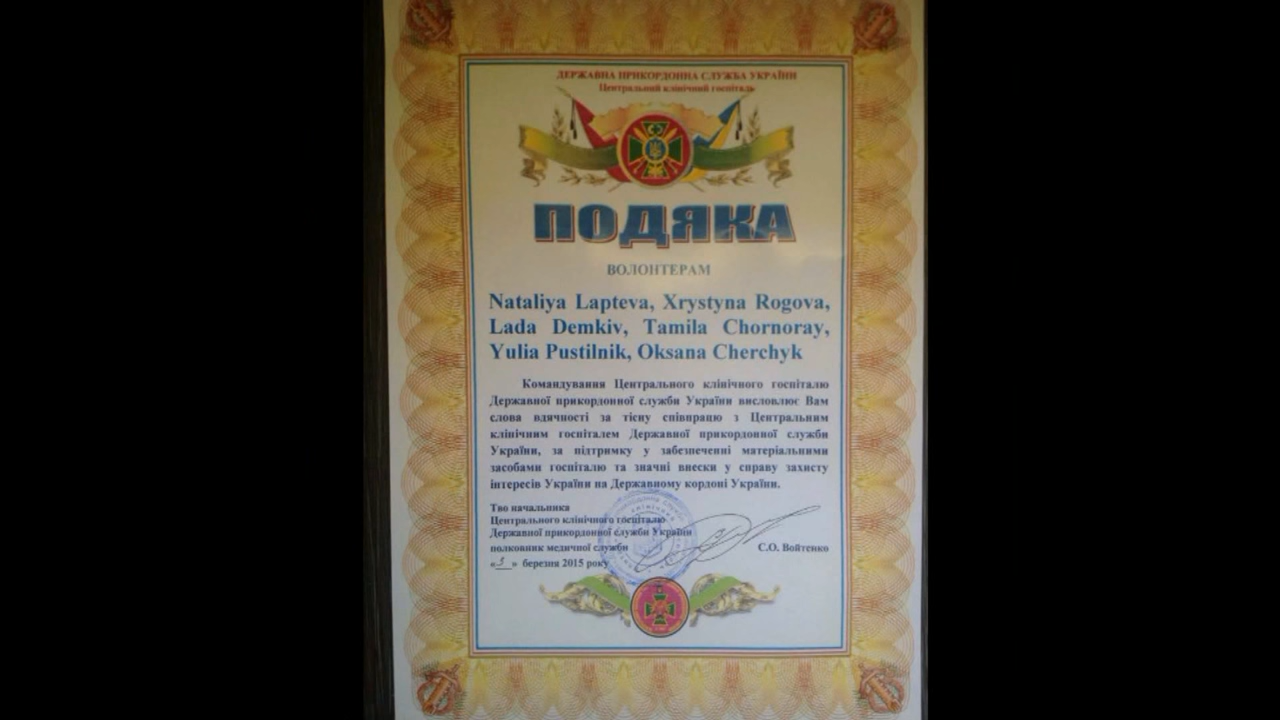 ДЕРЖАВНА ПРИКОРДОННА СЛУЖБА УКРАЇНИ
Центральний клінічний госпіталь
ПОДЯКА
ВОЛОНТЕРАМ
Nataliya Lapteva, Xrystyna Rogova,
Lada Demkiv, Tamila Chornoray,
Yulia Pustilnik, Oksana Cherchyk
Командування Центрального клінічного госпіталю
Державної прикордонної служби України висловлює Вам
слова вдячності за тісну співпрацю з Центральним
клінічним госпіталем Державної прикордонної служби
України, за підтримку у забезпеченні матеріальними
засобами госпіталю та значні внески у справу захисту
інтересів України на Державному кордоні України.
Тво начальника
Центрального клінічного госпіталю
Державної прикордонної служби України
полковник медичної служби С.О. Войтенко
«3» березня 2015 року